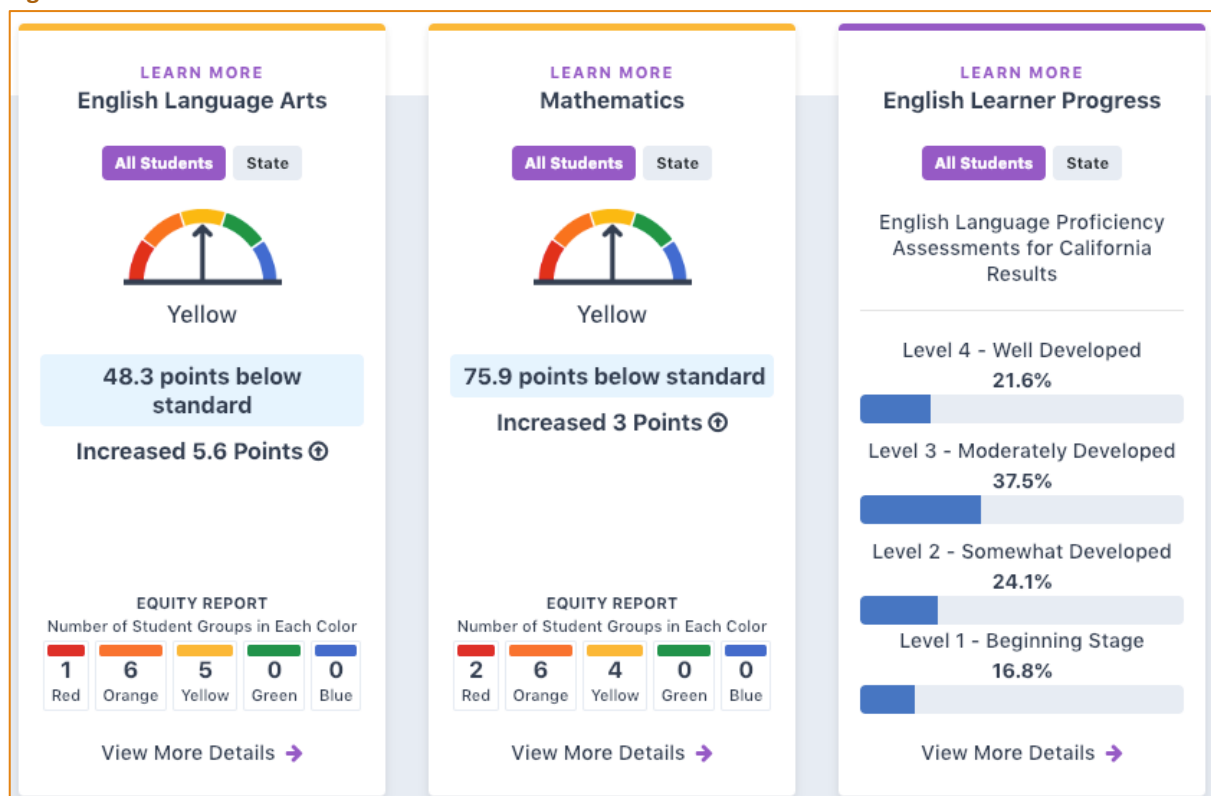 LEARN MORE
English Language Arts
All Students State
Yellow
48.3 points below
standard
Increased 5.6 Points
EQUITY REPORT
Number of Student Groups in Each Color
1 6 5 0 0
Red Orange Yellow Green Blue
View More Details
LEARN MORE
Mathematics
All Students State
Yellow
75.9 points below standard
Increased 3 Points
EQUITY REPORT
Number of Student Groups in Each Color
2 6 4 0 0
Red Orange Yellow Green Blue
View More Details
LEARN MORE
English Learner Progress
All Students State
English Language Proficiency
Assessments for California
Results
Level 4 - Well Developed
21.6%
Level 3 - Moderately Developed
37.5%
Level 2 - Somewhat Developed
24.1%
Level 1 - Beginning Stage
16.8%
View More Details